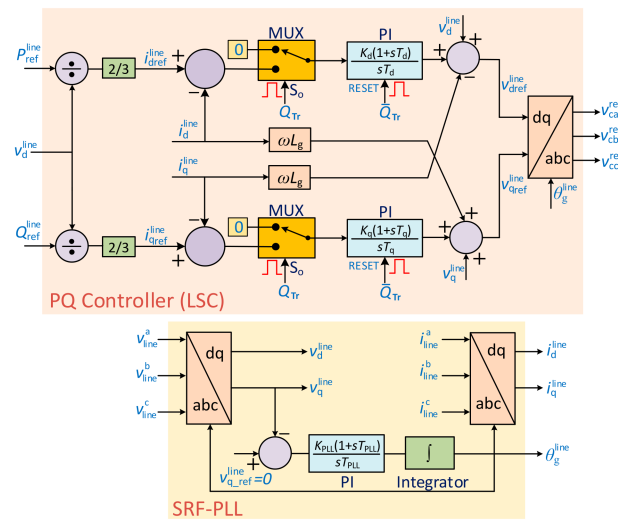 P_ref^line
÷
2/3
i_dref^line
+
−
0
MUX
S_o
Q_Tr
PI
K_d(1+sT_d)
sT_d
RESET
Q̄_Tr
v_d^line
+
+
−
v_dref^line
v_d^line
i_d^line
ωL_g
i_q^line
ωL_g
dq
abc
v_ca^re
v_cb^re
v_cc^re
θ_g^line
v_qref^line
Q_ref^line
÷
2/3
i_qref^line
+
−
0
MUX
S_o
Q_Tr
PI
K_q(1+sT_q)
sT_q
RESET
Q̄_Tr
+
+
+
v_q^line
PQ Controller (LSC)
v_line^a
v_line^b
v_line^c
dq
abc
v_d^line
v_q^line
i_line^a
i_line^b
i_line^c
dq
abc
i_d^line
i_q^line
−
+
v_q_ref^line=0
K_PLL(1+sT_PLL)
sT_PLL
PI
∫
Integrator
θ_g^line
SRF-PLL